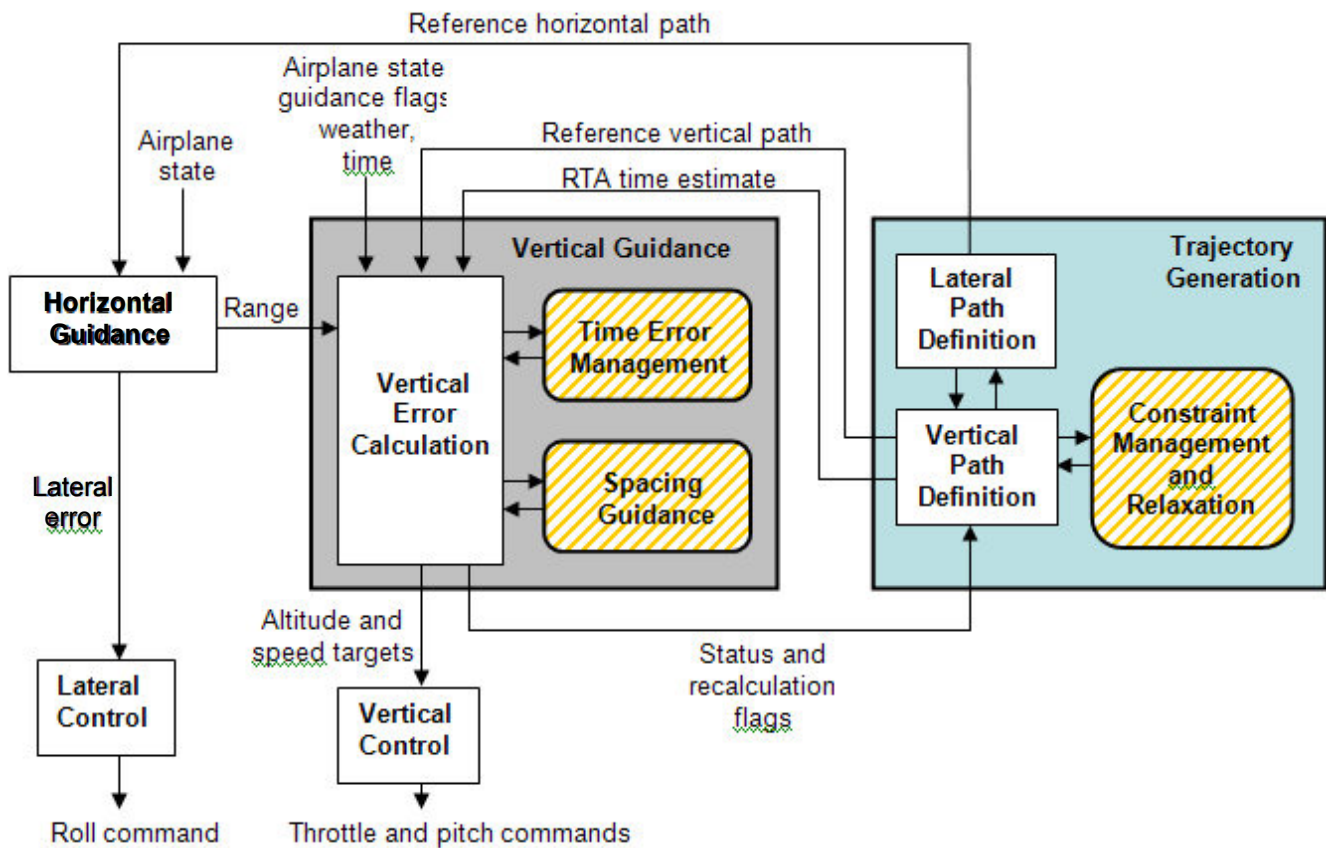 Reference horizontal path
Airplane state
guidance flags
weather,
time
Airplane
state
Reference vertical path
RTA time estimate
Vertical Guidance
Trajectory
Generation
Horizontal
Guidance
Range
Lateral
Path
Definition
Time Error
Management
Vertical
Error
Calculation
Constraint
Management
and
Relaxation
Vertical
Path
Definition
Spacing
Guidance
Lateral
error
Altitude and
speed targets
Status and
recalculation
flags
Lateral
Control
Vertical
Control
Roll command
Throttle and pitch commands